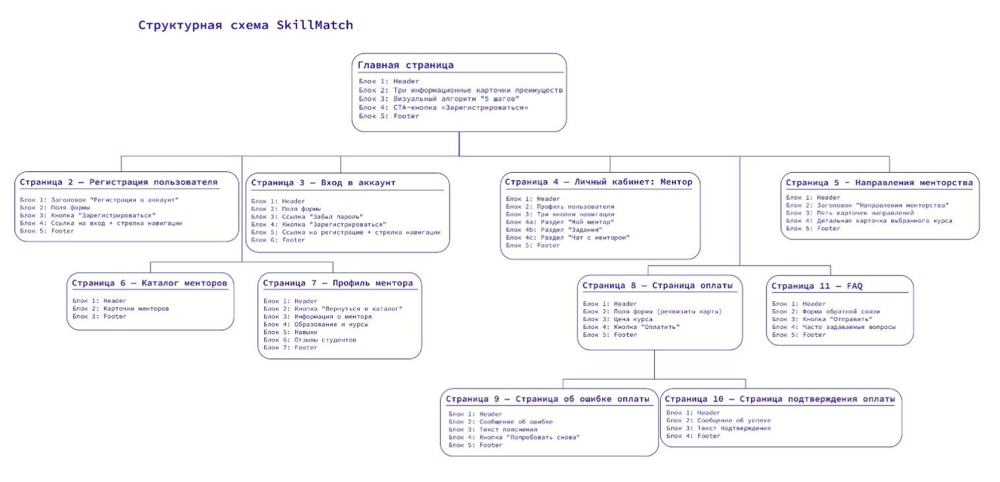 Структурная схема SkillMatch
Главная страница
Блок 1: Header
Блок 2: Три информационные карточки преимуществ
Блок 3: Визуальный алгоритм "5 шагов"
Блок 4: CTA-кнопка «Зарегистрироваться»
Блок 5: Footer
Страница 2 — Регистрация пользователя
Блок 1: Заголовок "Регистрация в аккаунт"
Блок 2: Поля формы
Блок 3: Кнопка "Зарегистрироваться"
Блок 4: Ссылка на вход + стрелка навигации
Блок 5: Footer
Страница 3 — Вход в аккаунт
Блок 1: Header
Блок 2: Поля формы
Блок 3: Ссылка "Забыл пароль"
Блок 4: Кнопка "Зарегистрироваться"
Блок 5: Ссылка на регистрацию + стрелка навигации
Блок 6: Footer
Страница 4 — Личный кабинет: Ментор
Блок 1: Header
Блок 2: Профиль пользователя
Блок 3: Три кнопки навигации
Блок 4a: Раздел "Мой ментор"
Блок 4b: Раздел "Задания"
Блок 4c: Раздел "Чат с ментором"
Блок 5: Footer
Страница 5 - Направления менторства
Блок 1: Header
Блок 2: Заголовок "Направления менторства"
Блок 3: Пять карточек направлений
Блок 4: Детальная карточка выбранного курса
Блок 5: Footer
Страница 6 — Каталог менторов
Блок 1: Header
Блок 2: Карточки менторов
Блок 3: Footer
Страница 7 — Профиль ментора
Блок 1: Header
Блок 2: Кнопка "Вернуться в каталог"
Блок 3: Информация о менторе
Блок 4: Образование и курсы
Блок 5: Навыки
Блок 6: Отзывы студентов
Блок 7: Footer
Страница 8 — Страница оплаты
Блок 1: Header
Блок 2: Поля формы (реквизиты карты)
Блок 3: Цена курса
Блок 4: Кнопка "Оплатить"
Блок 5: Footer
Страница 11 — FAQ
Блок 1: Header
Блок 2: Форма обратной связи
Блок 3: Кнопка "Отправить"
Блок 4: Часто задаваемые вопросы
Блок 5: Footer
Страница 9 — Страница об ошибке оплаты
Блок 1: Header
Блок 2: Сообщение об ошибке
Блок 3: Текст пояснения
Блок 4: Кнопка "Попробовать снова"
Блок 5: Footer
Страница 10 — Страница подтверждения оплаты
Блок 1: Header
Блок 2: Сообщение об успехе
Блок 3: Текст подтверждения
Блок 4: Footer